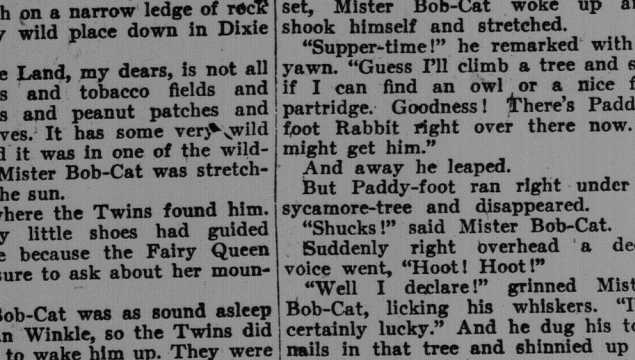 h on a narrow ledge of rock
y wild place down in Dixie
e Land, my dears, is not all
s and tobacco fields and
s and peanut patches and
ves. It has some very wild
d it was in one of the wild-
Mister Bob-Cat was stretch-
he sun.
where the Twins found him.
y little shoes had guided
e because the Fairy Queen
sure to ask about her moun-
Bob-Cat was as sound asleep
n Winkle, so the Twins did
to wake him up. They were
set, Mister Bob-Cat woke up a
shook himself and stretched.
"Supper-time!" he remarked with
yawn. "Guess I'll climb a tree and s
if I can find an owl or a nice f
partridge. Goodness! There's Padd
foot Rabbit right over there now.
might get him."
And away he leaped.
But Paddy-foot ran right under
sycamore-tree and disappeared.
"Shucks!" said Mister Bob-Cat.
Suddenly right overhead a de
voice went, "Hoot! Hoot!"
"Well I declare!" grinned Mist
Bob-Cat, licking his whiskers. "I
certainly lucky." And he dug his to
nails in that tree and shinnied up